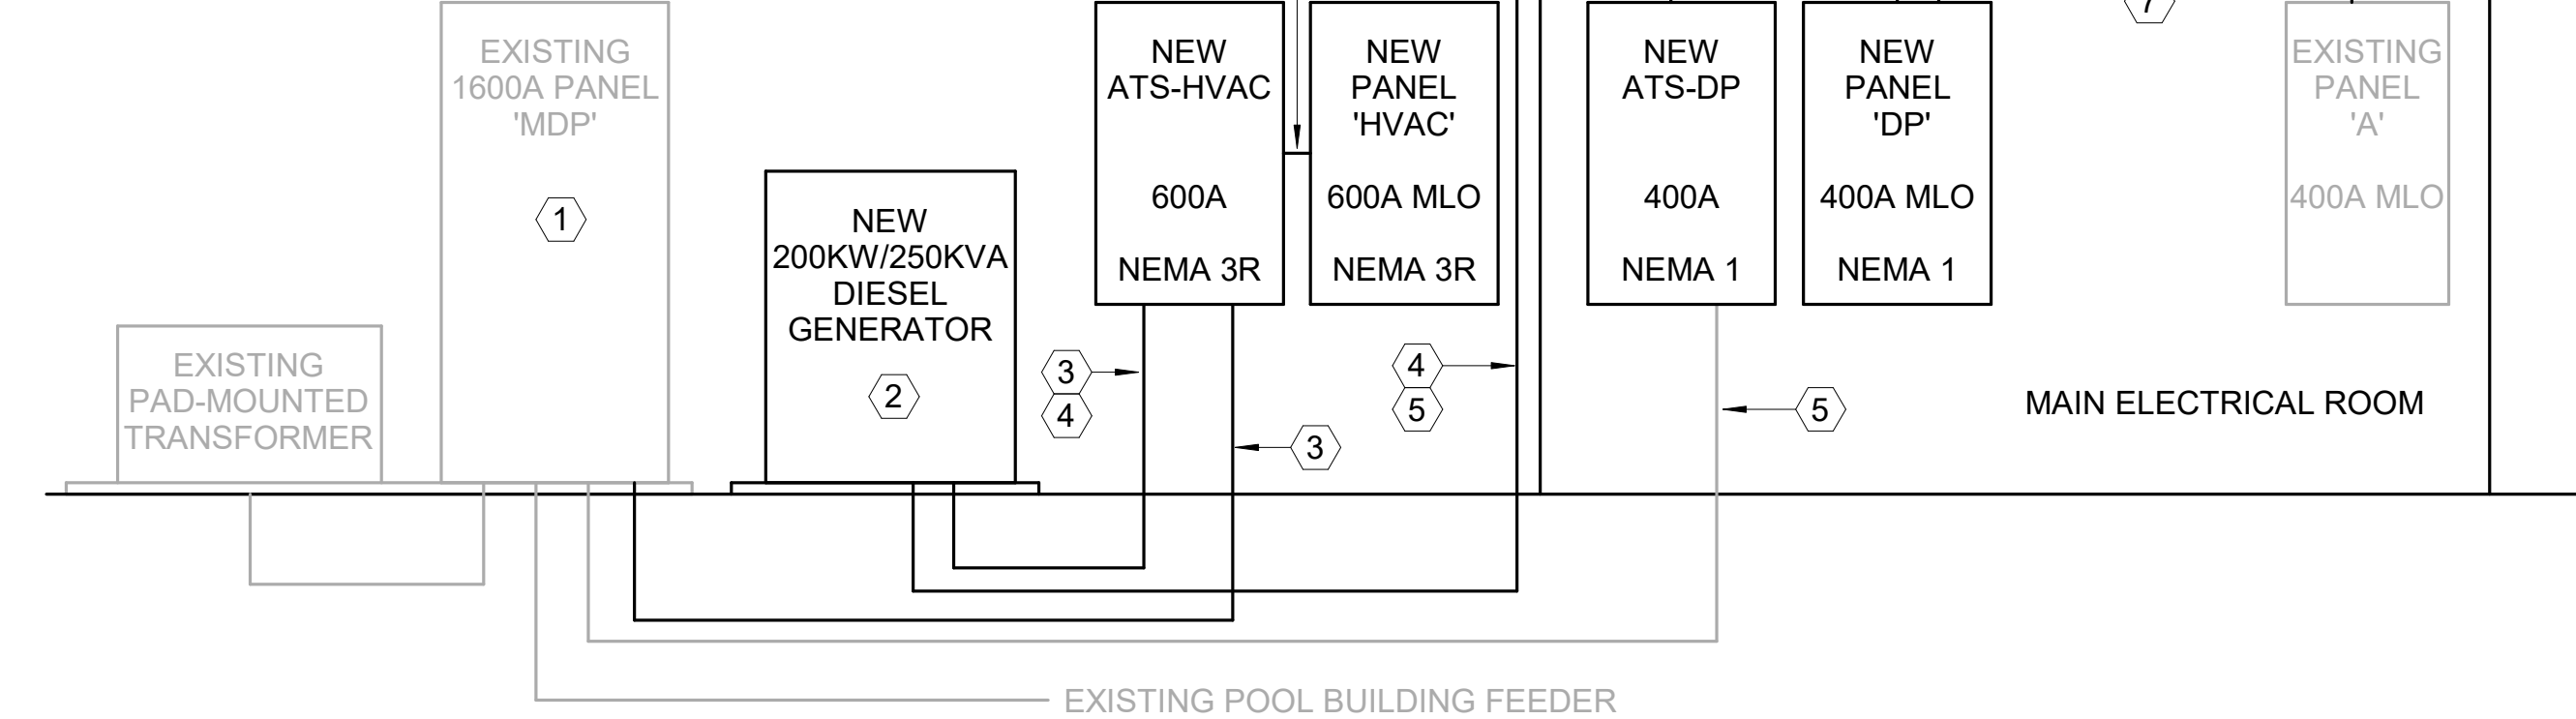 EXISTING
1600A PANEL
'MDP'
1
NEW
ATS-HVAC
600A
NEMA 3R
NEW
PANEL
'HVAC'
600A MLO
NEMA 3R
NEW
ATS-DP
400A
NEMA 1
NEW
PANEL
'DP'
400A MLO
NEMA 1
7
EXISTING
PANEL
'A'
400A MLO
NEW
200KW/250KVA
DIESEL
GENERATOR
2
EXISTING
PAD-MOUNTED
TRANSFORMER
3
4
3
4
5
5
MAIN ELECTRICAL ROOM
EXISTING POOL BUILDING FEEDER